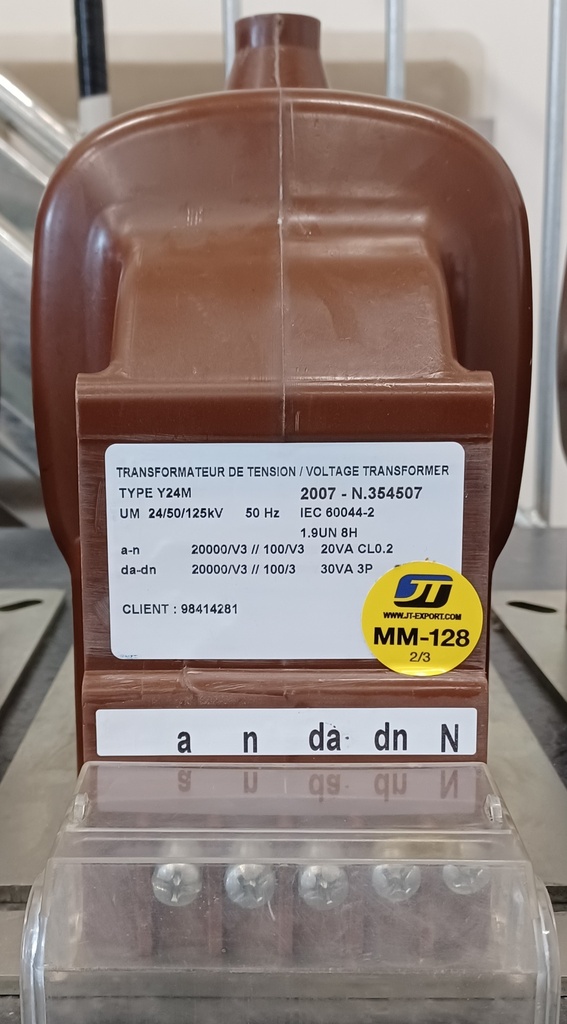 TRANSFORMATEUR DE TENSION / VOLTAGE TRANSFORMER
TYPE Y24M 2007 - N.354507
UM 24/50/125kV 50 Hz IEC 60044-2
1.9UN 8H
a-n 20000/V3 // 100/V3 20VA CL0.2
da-dn 20000/V3 // 100/3 30VA 3P
CLIENT : 98414281
JT
WWW.JT-EXPORT.COM
MM-128
2/3
a n da dn N